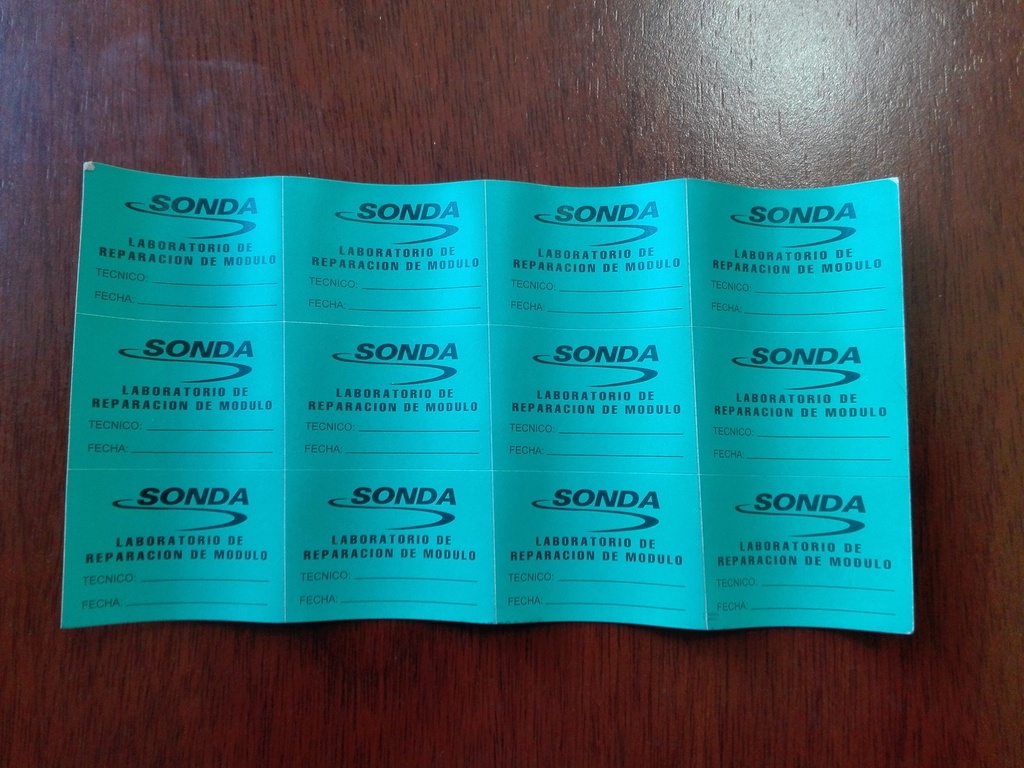 SONDA
LABORATORIO DE
REPARACION DE MODULO
TECNICO:
FECHA:
SONDA
LABORATORIO DE
REPARACION DE MODULO
TECNICO:
FECHA:
SONDA
LABORATORIO DE
REPARACION DE MODULO
TECNICO:
FECHA:
SONDA
LABORATORIO DE
REPARACION DE MODULO
TECNICO:
FECHA:
SONDA
LABORATORIO DE
REPARACION DE MODULO
TECNICO:
FECHA:
SONDA
LABORATORIO DE
REPARACION DE MODULO
TECNICO:
FECHA:
SONDA
LABORATORIO DE
REPARACION DE MODULO
TECNICO:
FECHA:
SONDA
LABORATORIO DE
REPARACION DE MODULO
TECNICO:
FECHA:
SONDA
LABORATORIO DE
REPARACION DE MODULO
TECNICO:
FECHA:
SONDA
LABORATORIO DE
REPARACION DE MODULO
TECNICO:
FECHA:
SONDA
LABORATORIO DE
REPARACION DE MODULO
TECNICO:
FECHA:
SONDA
LABORATORIO DE
REPARACION DE MODULO
TECNICO:
FECHA: